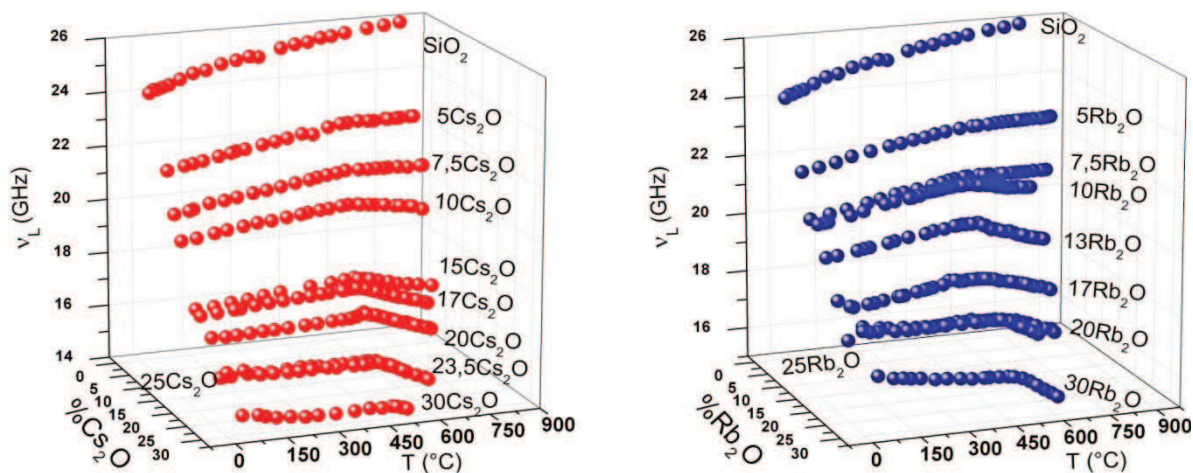 26
24
22
20
18
16
14
ν_L (GHz)
SiO₂
5Cs₂O
7,5Cs₂O
10Cs₂O
15Cs₂O
17Cs₂O
20Cs₂O
23,5Cs₂O
25Cs₂O
30Cs₂O
0
5
10
15
20
25
30
%Cs₂O
0
150
300
450
600
750
900
T (°C)
26
24
22
20
18
16
ν_L (GHz)
SiO₂
5Rb₂O
7,5Rb₂O
10Rb₂O
13Rb₂O
17Rb₂O
20Rb₂O
25Rb₂O
30Rb₂O
0
5
10
15
20
25
30
%Rb₂O
0
150
300
450
600
750
900
T (°C)